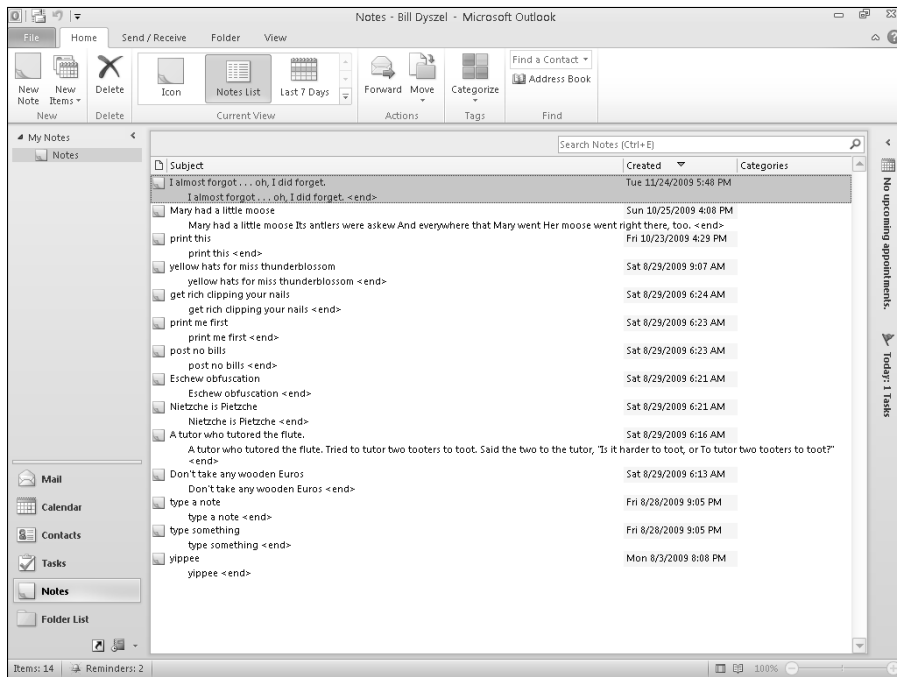 Notes - Bill Dyszel - Microsoft Outlook
File Home Send / Receive Folder View
New Note New Items Delete Icon Notes List Last 7 Days Forward Move Categorize Find a Contact
Address Book
New Delete Current View Actions Tags Find
My Notes
Notes
Search Notes (Ctrl+E)
Subject Created Categories
I almost forgot . . . oh, I did forget. Tue 11/24/2009 5:48 PM
I almost forgot . . . oh, I did forget. <end>
Mary had a little moose Sun 10/25/2009 4:08 PM
Mary had a little moose Its antlers were askew And everywhere that Mary went Her moose went right there, too. <end>
print this Fri 10/23/2009 4:29 PM
print this <end>
yellow hats for miss thunderblossom Sat 8/29/2009 9:07 AM
yellow hats for miss thunderblossom <end>
get rich clipping your nails Sat 8/29/2009 6:24 AM
get rich clipping your nails <end>
print me first Sat 8/29/2009 6:23 AM
print me first <end>
post no bills Sat 8/29/2009 6:23 AM
post no bills <end>
Eschew obfuscation Sat 8/29/2009 6:21 AM
Eschew obfuscation <end>
Nietzche is Pietzche Sat 8/29/2009 6:21 AM
Nietzche is Pietzche <end>
A tutor who tutored the flute. Sat 8/29/2009 6:16 AM
A tutor who tutored the flute. Tried to tutor two tooters to toot. Said the two to the tutor, "Is it harder to toot, or To tutor two tooters to toot?"
<end>
Don't take any wooden Euros Sat 8/29/2009 6:13 AM
Don't take any wooden Euros <end>
type a note Fri 8/28/2009 9:05 PM
type a note <end>
type something Fri 8/28/2009 9:05 PM
type something <end>
yippee Mon 8/3/2009 8:08 PM
yippee <end>
Mail
Calendar
Contacts
Tasks
Notes
Folder List
No upcoming appointments.
Today: 1 Tasks
Items: 14 Reminders: 2 100%